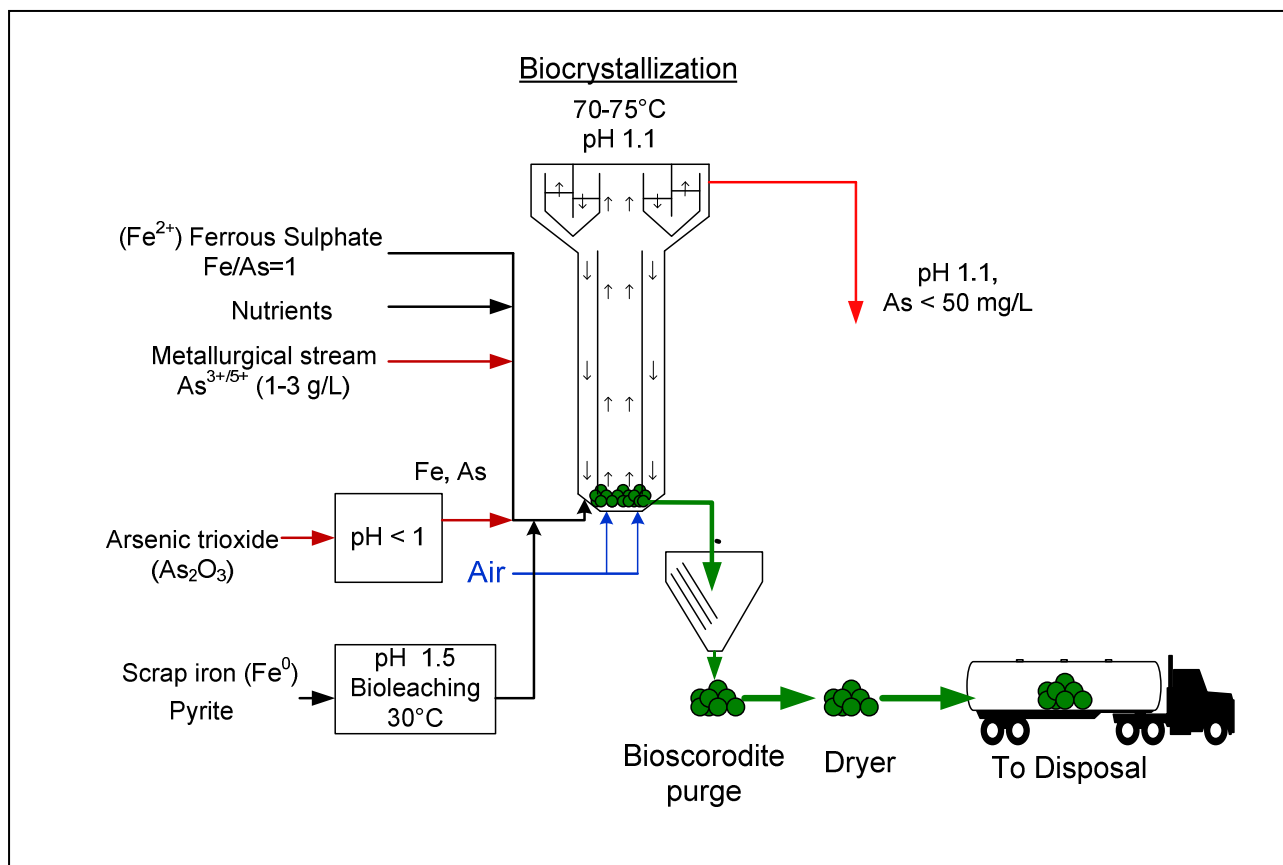 Biocrystallization
70-75°C
pH 1.1
(Fe²⁺) Ferrous Sulphate
Fe/As=1
Nutrients
Metallurgical stream
As³⁺/⁵⁺ (1-3 g/L)
pH 1.1,
As < 50 mg/L
Fe, As
Arsenic trioxide
(As₂O₃)
pH < 1
Air
Scrap iron (Fe⁰)
Pyrite
pH 1.5
Bioleaching
30°C
Bioscorodite
purge
Dryer
To Disposal